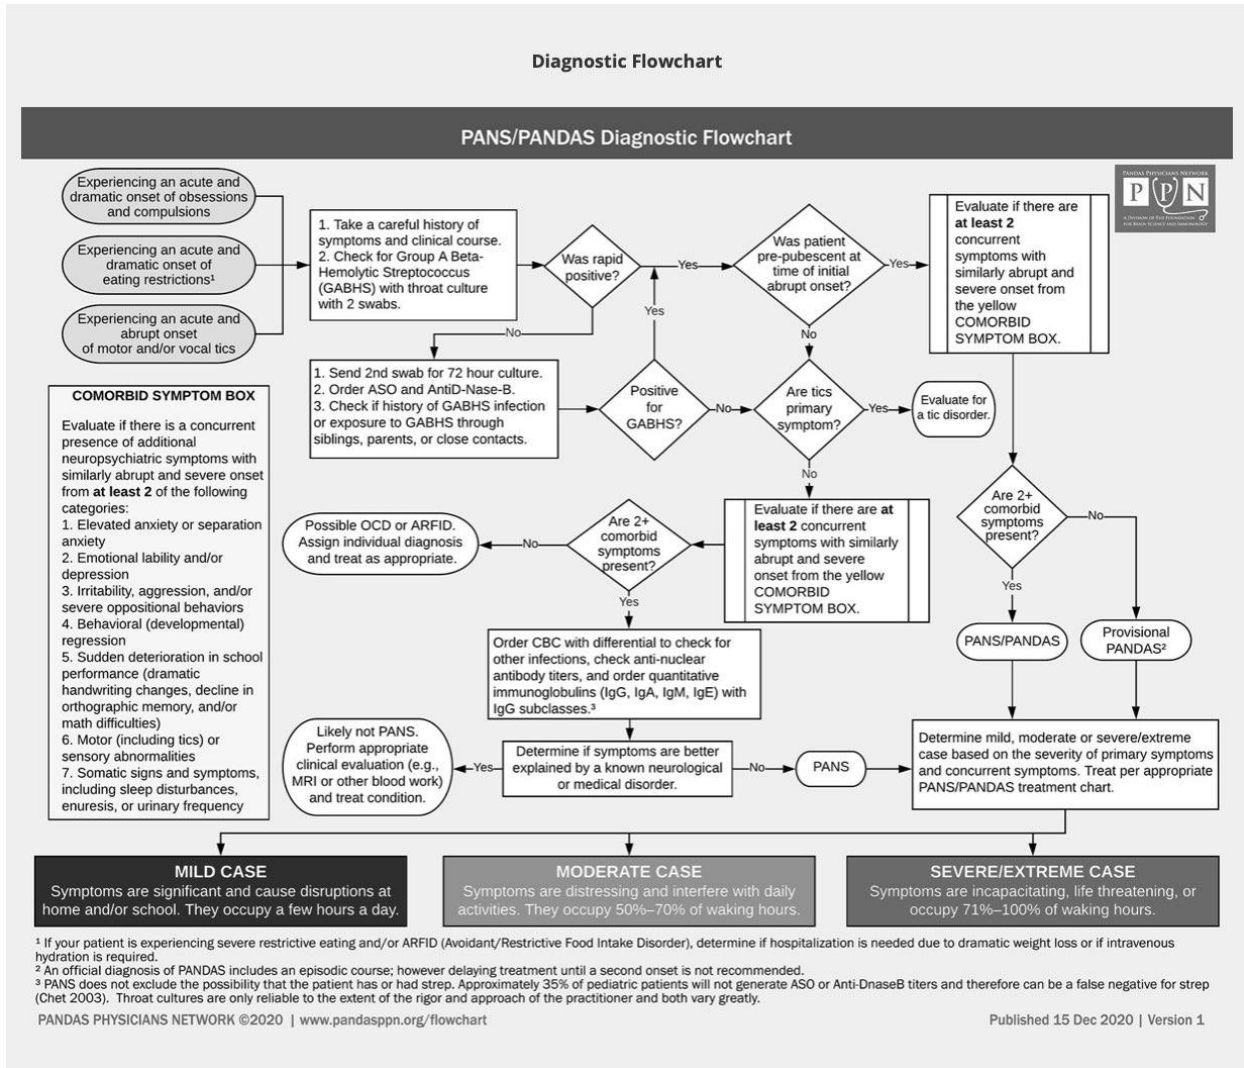 Diagnostic Flowchart
PANS/PANDAS Diagnostic Flowchart
PANDAS PHYSICIANS NETWORK
PPN
A DIVISION OF THE FOUNDATION
FOR BRAIN SCIENCE AND IMMUNOLOGY
Experiencing an acute and
dramatic onset of obsessions
and compulsions
Experiencing an acute and
dramatic onset of
eating restrictions¹
Experiencing an acute and
abrupt onset
of motor and/or vocal tics
1. Take a careful history of
symptoms and clinical course.
2. Check for Group A Beta-
Hemolytic Streptococcus
(GABHS) with throat culture
with 2 swabs.
Was rapid
positive?
Yes
No
Was patient
pre-pubescent at
time of initial
abrupt onset?
Yes
No
Evaluate if there are
at least 2
concurrent
symptoms with
similarly abrupt and
severe onset from
the yellow
COMORBID
SYMPTOM BOX.
1. Send 2nd swab for 72 hour culture.
2. Order ASO and AntiD-Nase-B.
3. Check if history of GABHS infection
or exposure to GABHS through
siblings, parents, or close contacts.
Positive
for
GABHS?
Yes
No
Are tics
primary
symptom?
Yes
No
Evaluate for
a tic disorder.
COMORBID SYMPTOM BOX
Evaluate if there is a concurrent
presence of additional
neuropsychiatric symptoms with
similarly abrupt and severe onset
from at least 2 of the following
categories:
1. Elevated anxiety or separation
anxiety
2. Emotional lability and/or
depression
3. Irritability, aggression, and/or
severe oppositional behaviors
4. Behavioral (developmental)
regression
5. Sudden deterioration in school
performance (dramatic
handwriting changes, decline in
orthographic memory, and/or
math difficulties)
6. Motor (including tics) or
sensory abnormalities
7. Somatic signs and symptoms,
including sleep disturbances,
enuresis, or urinary frequency
Possible OCD or ARFID.
Assign individual diagnosis
and treat as appropriate.
No
Are 2+
comorbid
symptoms
present?
Yes
Evaluate if there are at
least 2 concurrent
symptoms with similarly
abrupt and severe
onset from the yellow
COMORBID
SYMPTOM BOX.
Are 2+
comorbid
symptoms
present?
No
Yes
PANS/PANDAS
Provisional
PANDAS²
Order CBC with differential to check for
other infections, check anti-nuclear
antibody titers, and order quantitative
immunoglobulins (IgG, IgA, IgM, IgE) with
IgG subclasses.³
Likely not PANS.
Perform appropriate
clinical evaluation (e.g.,
MRI or other blood work)
and treat condition.
Yes
Determine if symptoms are better
explained by a known neurological
or medical disorder.
No
PANS
Determine mild, moderate or severe/extreme
case based on the severity of primary symptoms
and concurrent symptoms. Treat per appropriate
PANS/PANDAS treatment chart.
MILD CASE
Symptoms are significant and cause disruptions at
home and/or school. They occupy a few hours a day.
MODERATE CASE
Symptoms are distressing and interfere with daily
activities. They occupy 50%–70% of waking hours.
SEVERE/EXTREME CASE
Symptoms are incapacitating, life threatening, or
occupy 71%–100% of waking hours.
¹ If your patient is experiencing severe restrictive eating and/or ARFID (Avoidant/Restrictive Food Intake Disorder), determine if hospitalization is needed due to dramatic weight loss or if intravenous
hydration is required.
² An official diagnosis of PANDAS includes an episodic course; however delaying treatment until a second onset is not recommended.
³ PANS does not exclude the possibility that the patient has or had strep. Approximately 35% of pediatric patients will not generate ASO or Anti-DnaseB titers and therefore can be a false negative for strep
(Chet 2003). Throat cultures are only reliable to the extent of the rigor and approach of the practitioner and both vary greatly.
PANDAS PHYSICIANS NETWORK ©2020 | www.pandasppn.org/flowchart
Published 15 Dec 2020 | Version 1